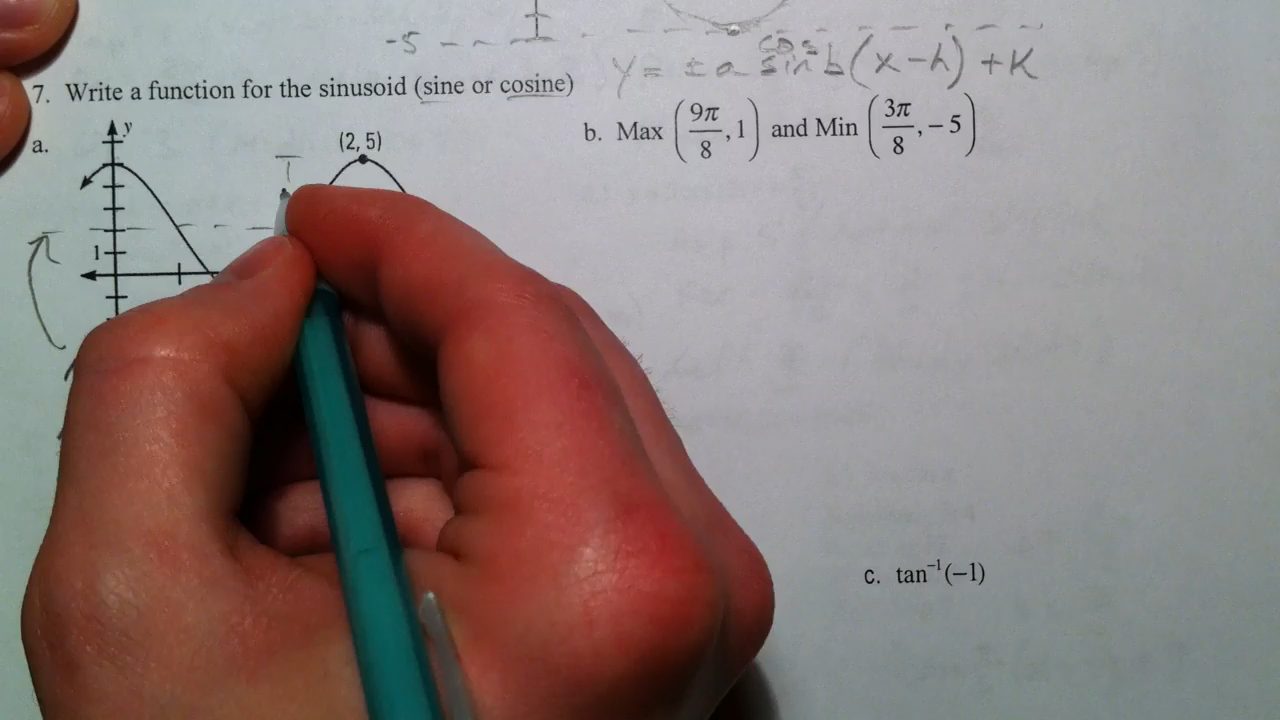 -5
y = ± a sin b(x-h) + K
cos
7. Write a function for the sinusoid (sine or cosine)
a.
y
(2, 5)
1
b. Max (9π/8, 1) and Min (3π/8, -5)
c. tan⁻¹(-1)